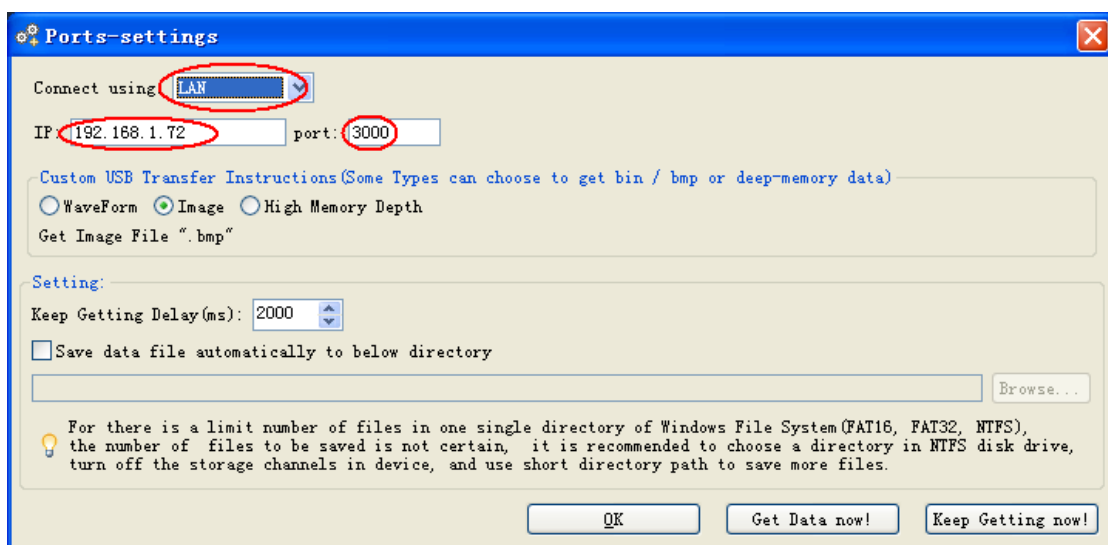 Ports-settings
Connect using: LAN
IP: 192.168.1.72 port: 3000
Custom USB Transfer Instructions(Some Types can choose to get bin / bmp or deep-memory data)
WaveForm Image High Memory Depth
Get Image File ".bmp"
Setting:
Keep Getting Delay(ms): 2000
Save data file automatically to below directory
Browse...
For there is a limit number of files in one single directory of Windows File System(FAT16, FAT32, NTFS),
the number of files to be saved is not certain, it is recommended to choose a directory in NTFS disk drive,
turn off the storage channels in device, and use short directory path to save more files.
OK Get Data now! Keep Getting now!